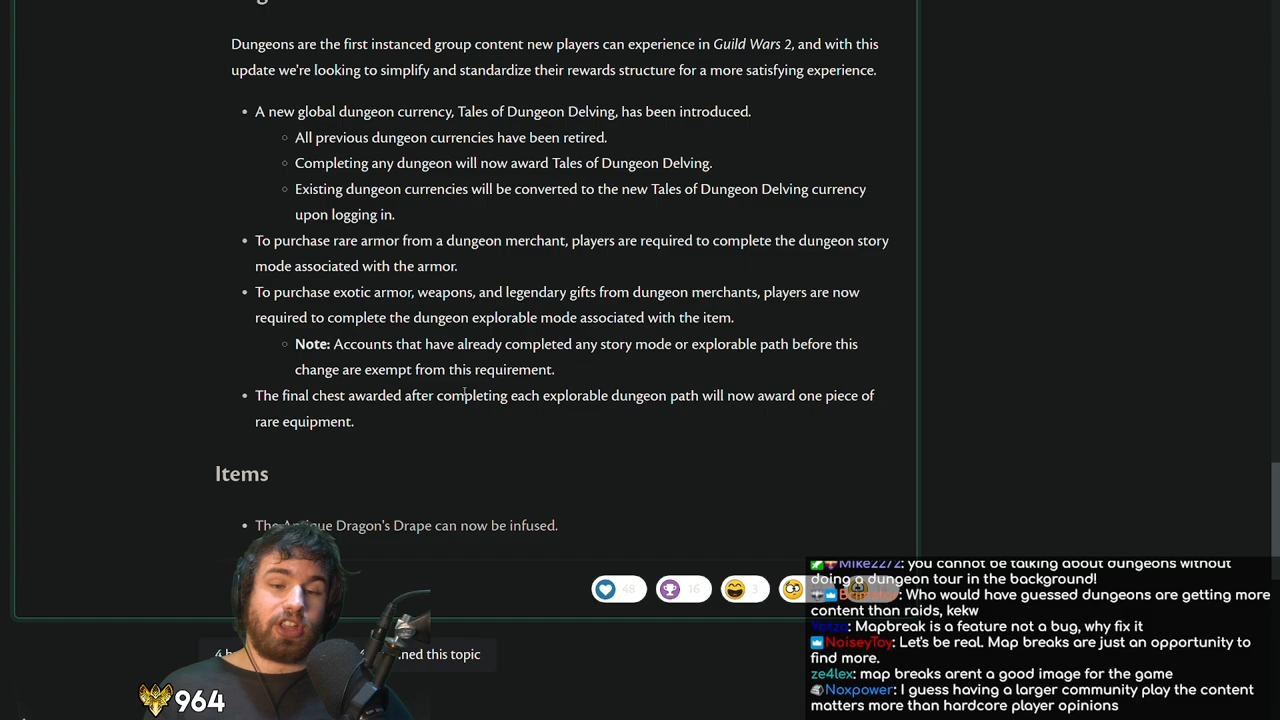 Dungeons are the first instanced group content new players can experience in Guild Wars 2, and with this
update we're looking to simplify and standardize their rewards structure for a more satisfying experience.
• A new global dungeon currency, Tales of Dungeon Delving, has been introduced.
○ All previous dungeon currencies have been retired.
○ Completing any dungeon will now award Tales of Dungeon Delving.
○ Existing dungeon currencies will be converted to the new Tales of Dungeon Delving currency
upon logging in.
• To purchase rare armor from a dungeon merchant, players are required to complete the dungeon story
mode associated with the armor.
• To purchase exotic armor, weapons, and legendary gifts from dungeon merchants, players are now
required to complete the dungeon explorable mode associated with the item.
○ Note: Accounts that have already completed any story mode or explorable path before this
change are exempt from this requirement.
• The final chest awarded after completing each explorable dungeon path will now award one piece of
rare equipment.
Items
• The Antique Dragon's Drape can now be infused.
48 16 3
this topic
964
Mike2272: you cannot be talking about dungeons without
doing a dungeon tour in the background!
Who would have guessed dungeons are getting more
content than raids, kekw
Mapbreak is a feature not a bug, why fix it
NoiseyToy: Let's be real. Map breaks are just an opportunity to
find more.
ze4lex: map breaks arent a good image for the game
Noxpower: I guess having a larger community play the content
matters more than hardcore player opinions